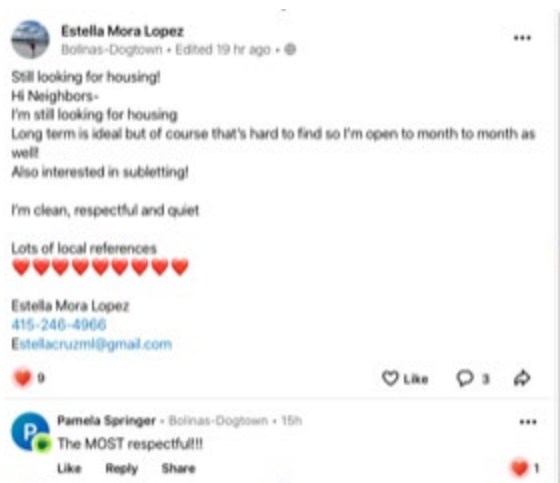 Estella Mora Lopez
Bolinas-Dogtown • Edited 19 hr ago •
Still looking for housing!
Hi Neighbors-
I'm still looking for housing
Long term is ideal but of course that's hard to find so I'm open to month to month as
well!
Also interested in subletting!
I'm clean, respectful and quiet
Lots of local references
❤️❤️❤️❤️❤️❤️❤️❤️❤️
Estella Mora Lopez
415-246-4966
Estellacruzml@gmail.com
❤️ 9 Like 3
P Pamela Springer • Bolinas-Dogtown • 15h
The MOST respectful!!!
Like Reply Share ❤️ 1